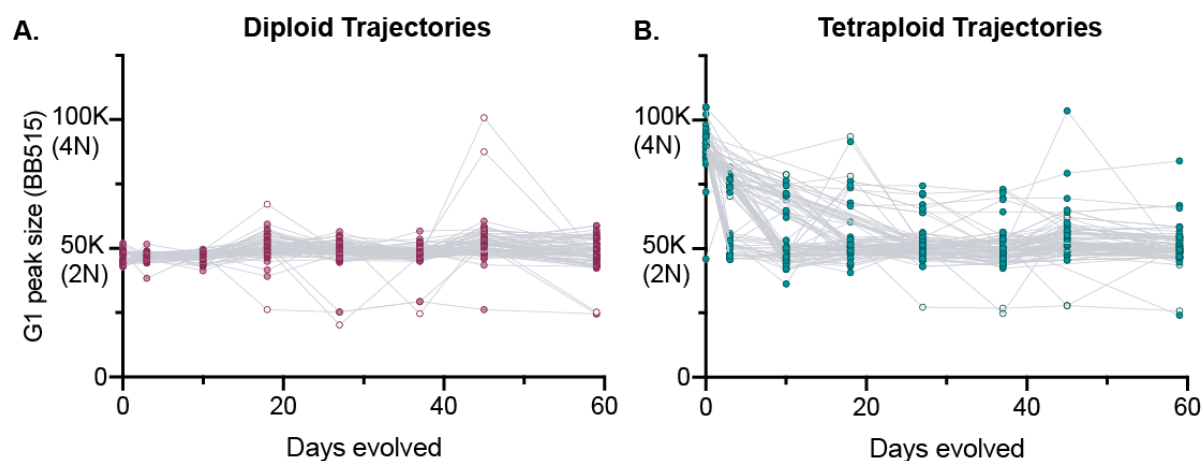 A.
Diploid Trajectories
G1 peak size (BB515)
100K
(4N)
50K
(2N)
0
0
20
40
60
Days evolved
B.
Tetraploid Trajectories
100K
(4N)
50K
(2N)
0
0
20
40
60
Days evolved